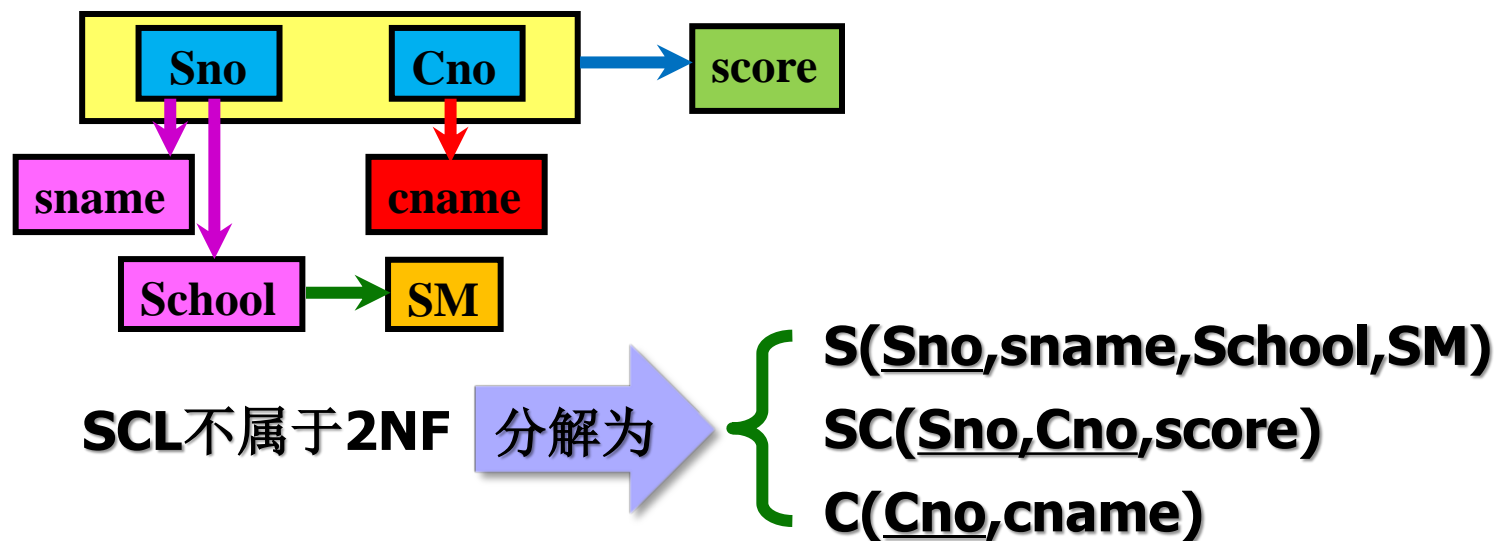 Sno Cno score
sname cname
School SM
S(Sno,sname,School,SM)
SCL不属于2NF 分解为 SC(Sno,Cno,score)
C(Cno,cname)